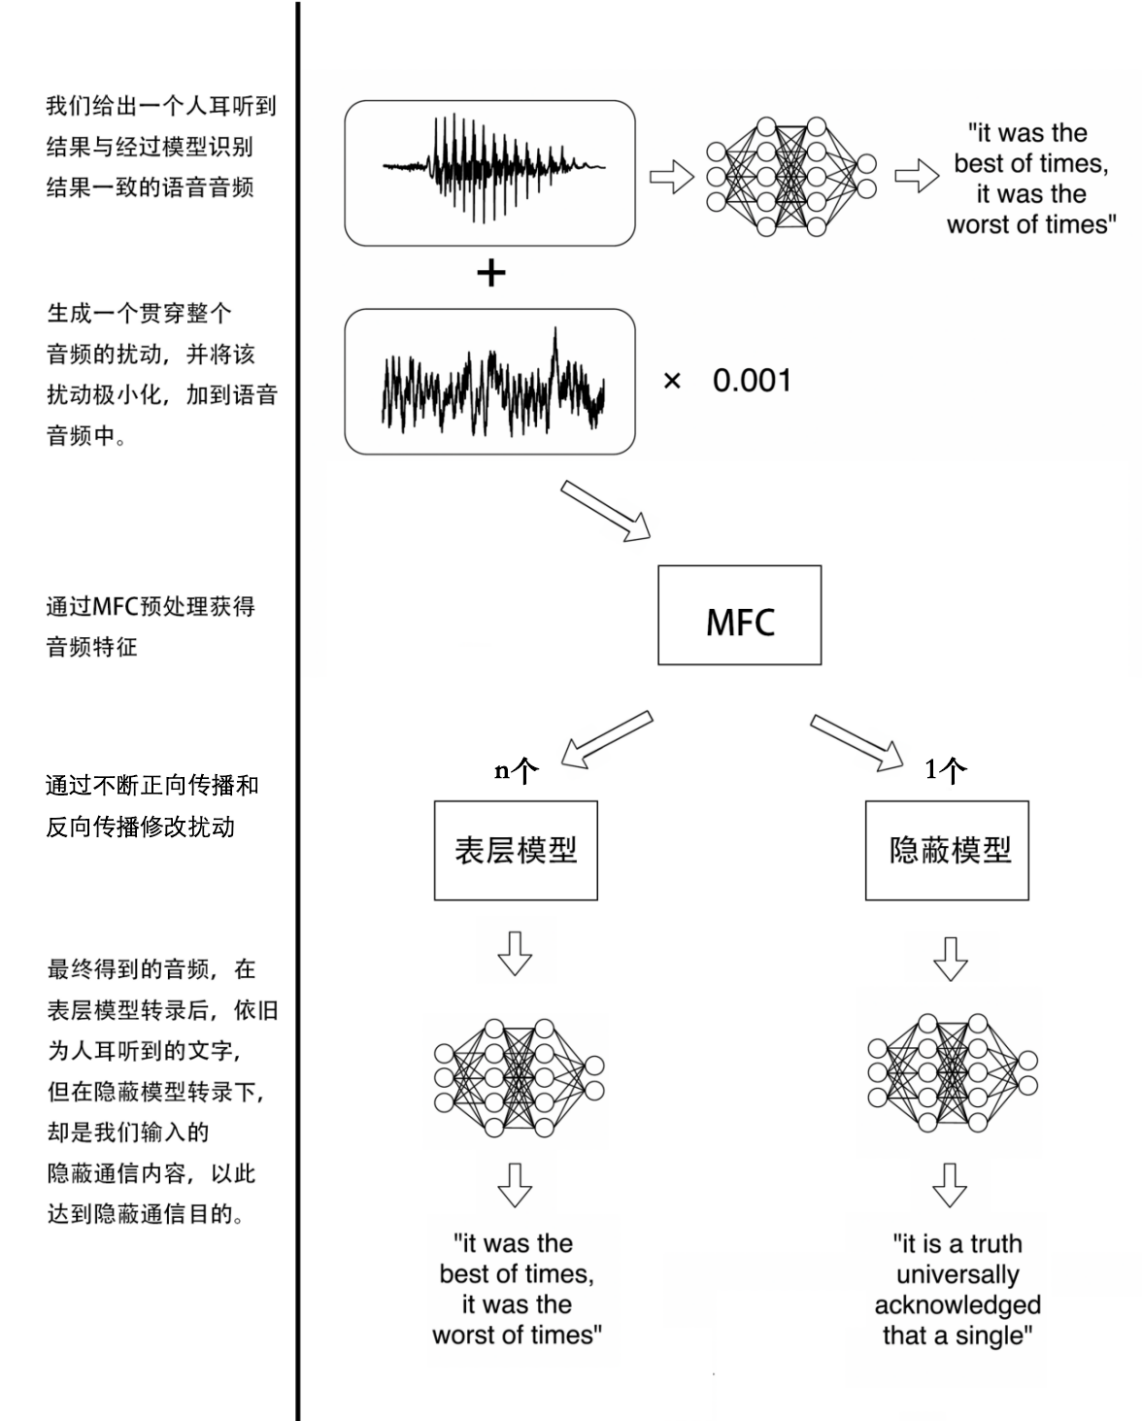 我们给出一个人耳听到
结果与经过模型识别
结果一致的语音音频
"it was the
best of times,
it was the
worst of times"
+
生成一个贯穿整个
音频的扰动，并将该
扰动极小化，加到语音
音频中。
× 0.001
通过MFC预处理获得
音频特征
MFC
通过不断正向传播和
反向传播修改扰动
n个
1个
表层模型
隐蔽模型
最终得到的音频，在
表层模型转录后，依旧
为人耳听到的文字，
但在隐蔽模型转录下，
却是我们输入的
隐蔽通信内容，以此
达到隐蔽通信目的。
"it was the
best of times,
it was the
worst of times"
"it is a truth
universally
acknowledged
that a single"